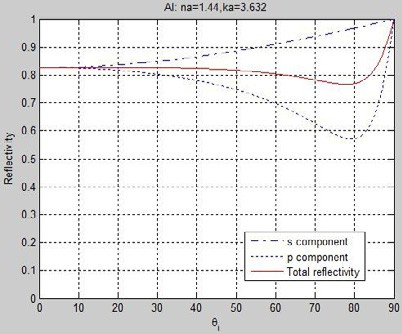 Al: na=1.44,ka=3.632
Reflectivity
1
0.9
0.8
0.7
0.6
0.5
0.4
0.3
0.2
0.1
0
s component
p component
Total reflectivity
0 10 20 30 40 50 60 70 80 90
θi